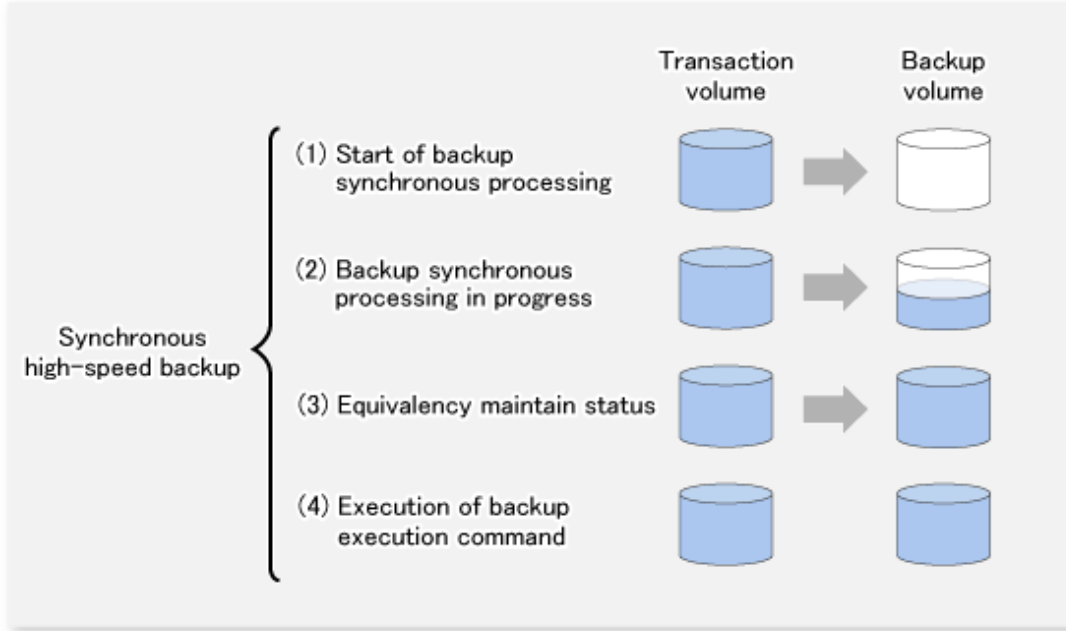 Transaction
volume
Backup
volume
(1) Start of backup
synchronous processing
(2) Backup synchronous
processing in progress
Synchronous
high-speed backup
(3) Equivalency maintain status
(4) Execution of backup
execution command